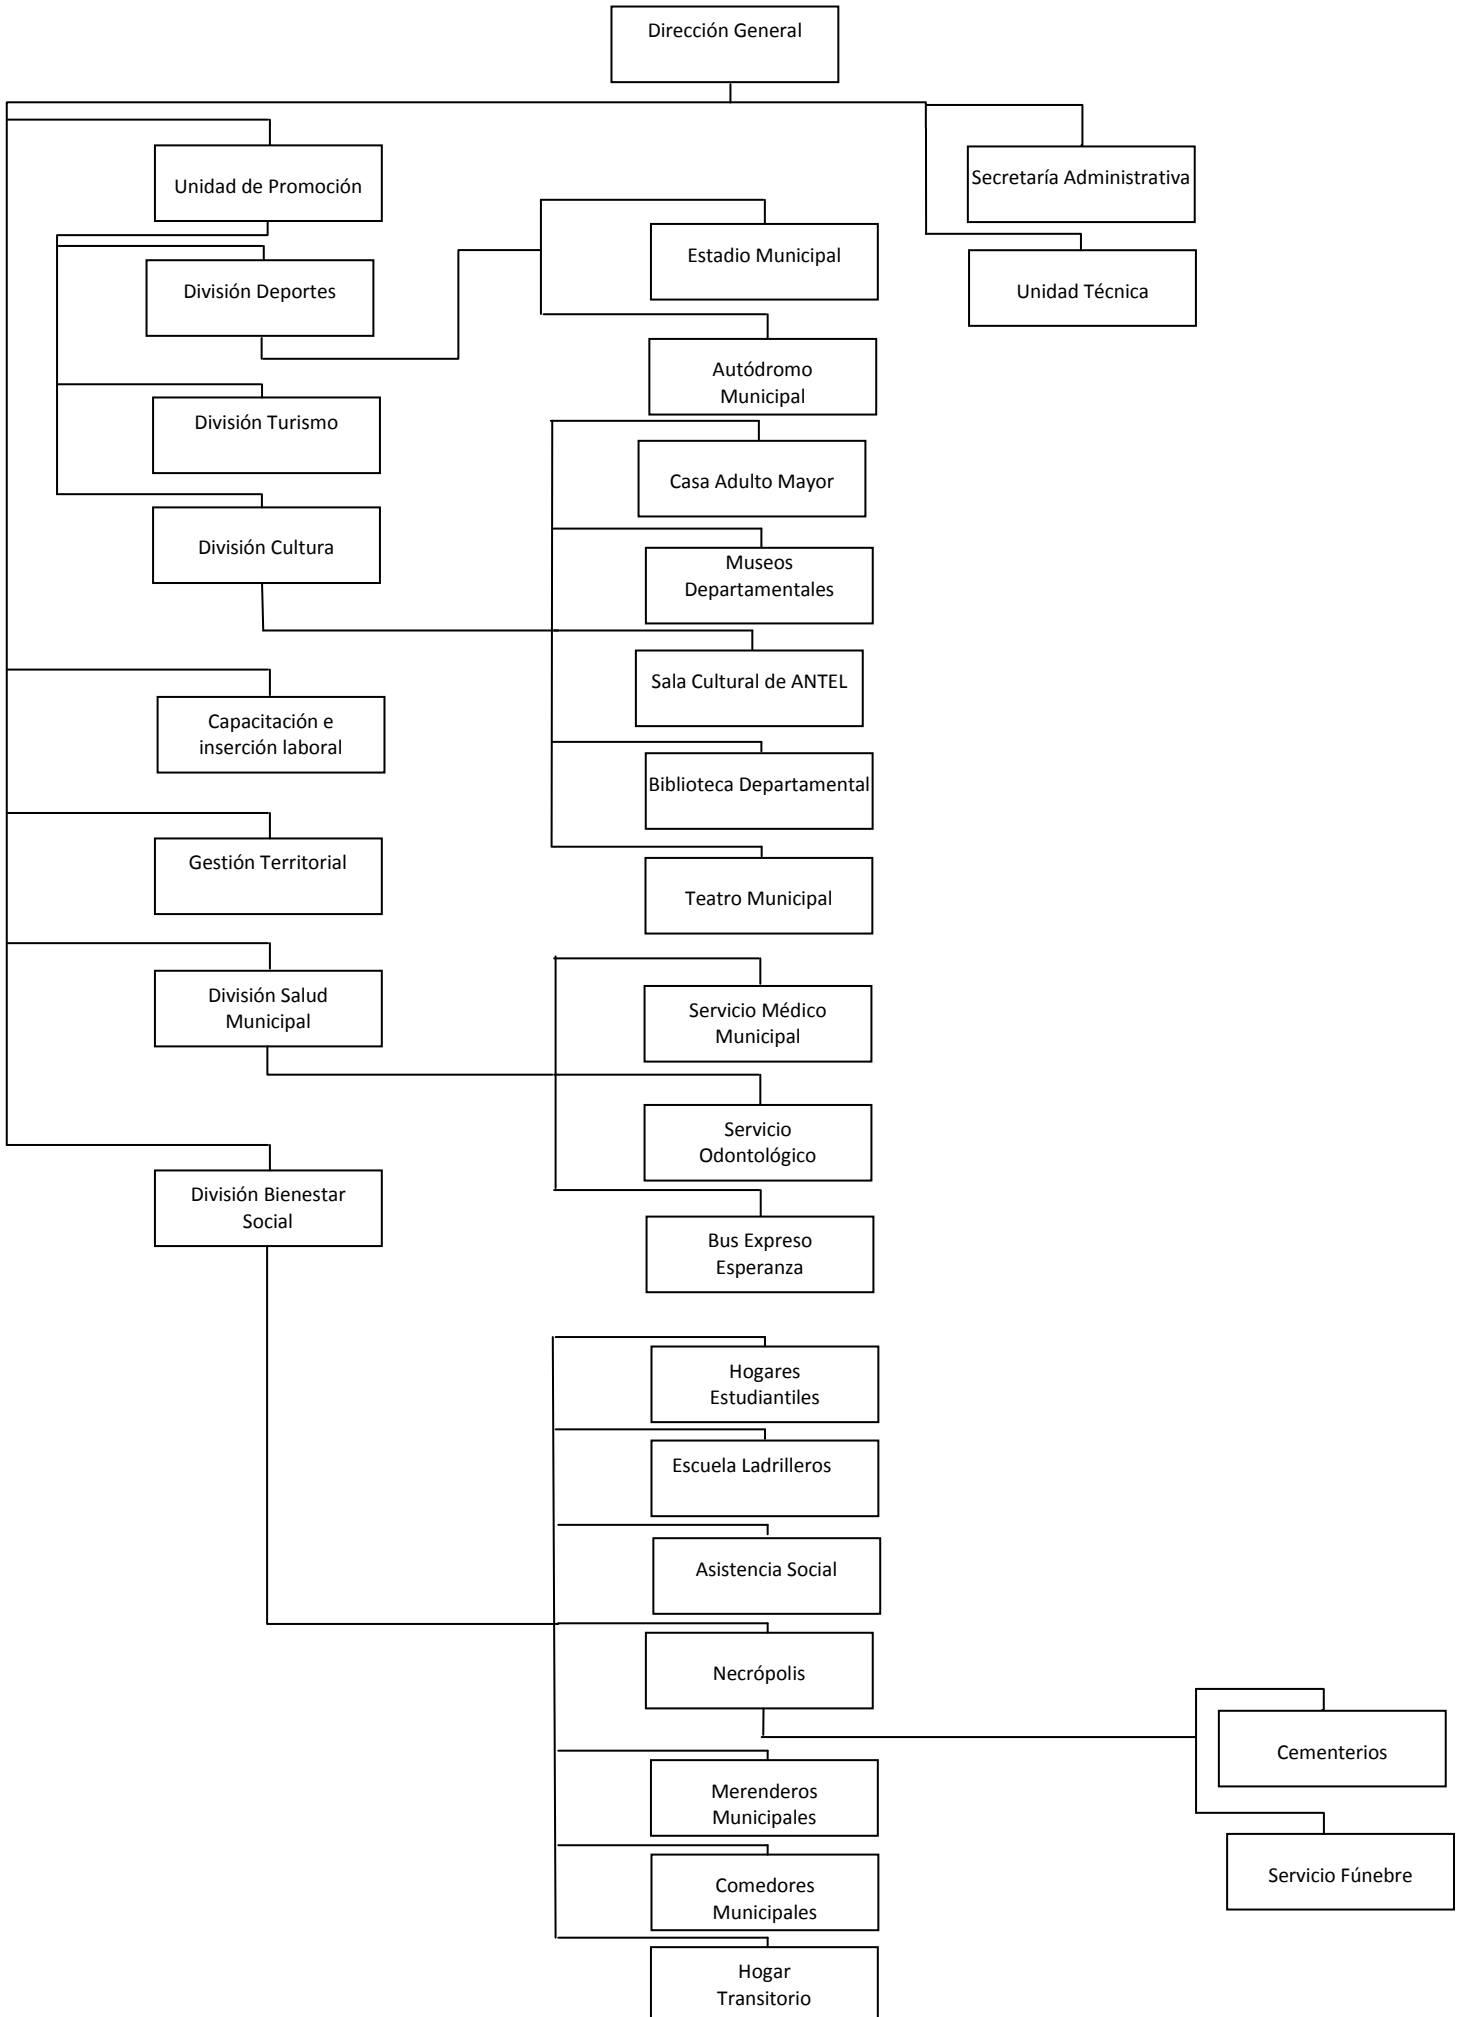 Dirección General
Unidad de Promoción
Secretaría Administrativa
Estadio Municipal
División Deportes
Unidad Técnica
Autódromo
Municipal
División Turismo
Casa Adulto Mayor
División Cultura
Museos
Departamentales
Sala Cultural de ANTEL
Capacitación e
inserción laboral
Biblioteca Departamental
Gestión Territorial
Teatro Municipal
División Salud
Municipal
Servicio Médico
Municipal
Servicio
Odontológico
División Bienestar
Social
Bus Expreso
Esperanza
Hogares
Estudiantiles
Escuela Ladrilleros
Asistencia Social
Necrópolis
Cementerios
Merenderos
Municipales
Servicio Fúnebre
Comedores
Municipales
Hogar
Transitorio